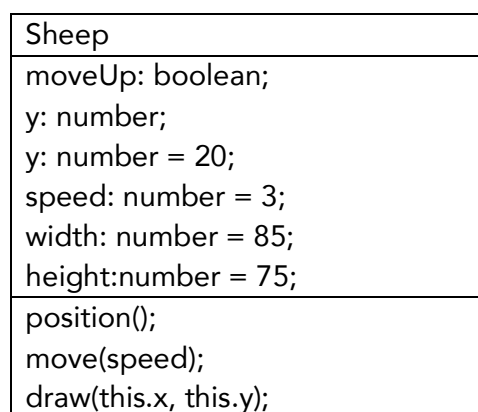 Sheep
moveUp: boolean;
y: number;
y: number = 20;
speed: number = 3;
width: number = 85;
height:number = 75;
position();
move(speed);
draw(this.x, this.y);